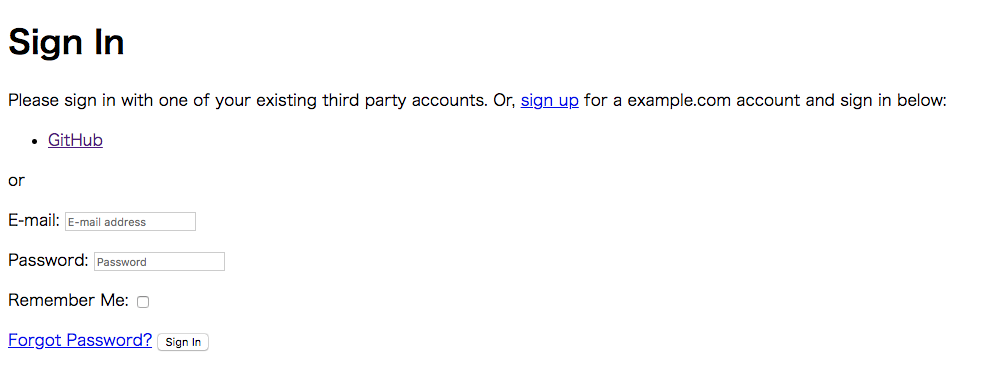 Sign In
Please sign in with one of your existing third party accounts. Or, sign up for a example.com account and sign in below:
• GitHub
or
E-mail: E-mail address
Password: Password
Remember Me:
Forgot Password? Sign In